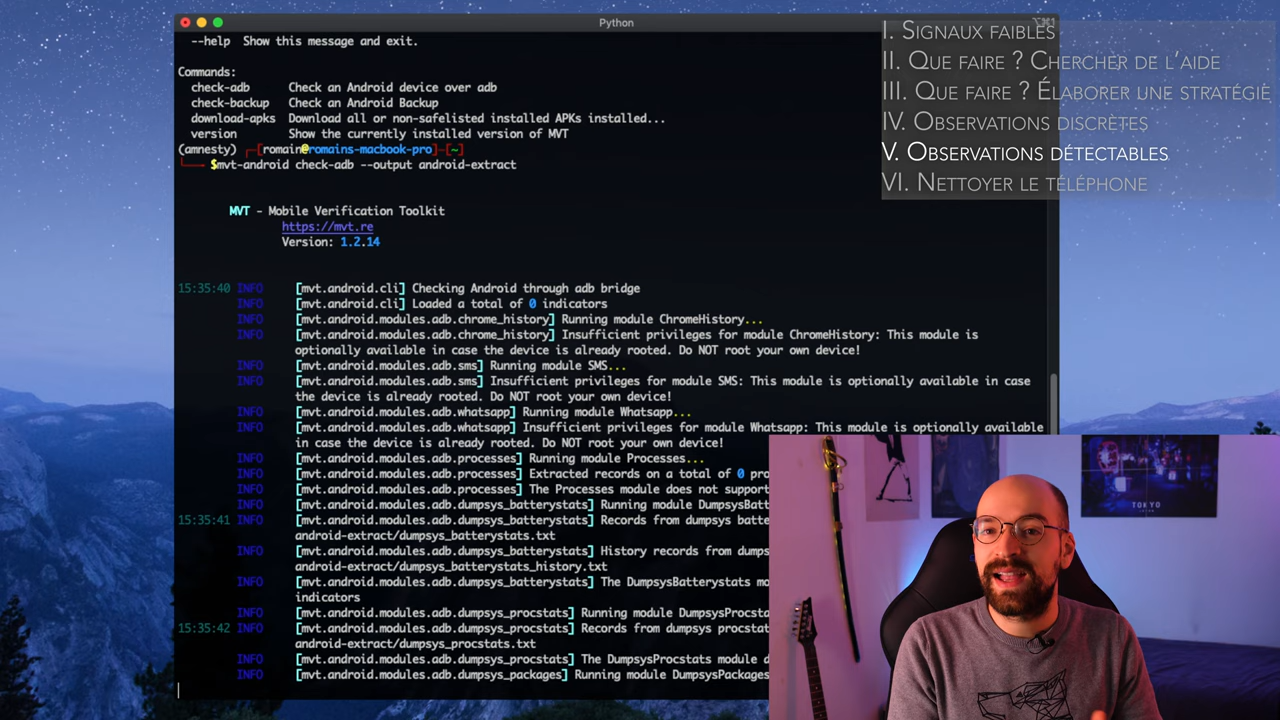 Python
--help  Show this message and exit.
Commands:
check-adb       Check an Android device over adb
check-backup    Check an Android Backup
download-apks   Download all or non-safelisted installed APKs installed...
version         Show the currently installed version of MVT
(amnesty) [romain@romains-macbook-pro]-[~]
$mvt-android check-adb --output android-extract
MVT - Mobile Verification Toolkit
https://mvt.re
Version: 1.2.14
15:35:40 INFO [mvt.android.cli] Checking Android through adb bridge
INFO [mvt.android.cli] Loaded a total of 0 indicators
INFO [mvt.android.modules.adb.chrome_history] Running module ChromeHistory...
INFO [mvt.android.modules.adb.chrome_history] Insufficient privileges for module ChromeHistory: This module is
optionally available in case the device is already rooted. Do NOT root your own device!
INFO [mvt.android.modules.adb.sms] Running module SMS...
INFO [mvt.android.modules.adb.sms] Insufficient privileges for module SMS: This module is optionally available in case
the device is already rooted. Do NOT root your own device!
INFO [mvt.android.modules.adb.whatsapp] Running module Whatsapp...
INFO [mvt.android.modules.adb.whatsapp] Insufficient privileges for module Whatsapp: This module is optionally available
in case the device is already rooted. Do NOT root your own device!
INFO [mvt.android.modules.adb.processes] Running module Processes...
INFO [mvt.android.modules.adb.processes] Extracted records on a total of 0 pro
INFO [mvt.android.modules.adb.processes] The Processes module does not support
INFO [mvt.android.modules.adb.dumpsys_batterystats] Running module DumpsysBat
15:35:41 INFO [mvt.android.modules.adb.dumpsys_batterystats] Records from dumpsys batte
android-extract/dumpsys_batterystats.txt
INFO [mvt.android.modules.adb.dumpsys_batterystats] History records from dumps
android-extract/dumpsys_batterystats_history.txt
INFO [mvt.android.modules.adb.dumpsys_batterystats] The DumpsysBatterystats mo
indicators
INFO [mvt.android.modules.adb.dumpsys_procstats] Running module DumpsysProcsta
15:35:42 INFO [mvt.android.modules.adb.dumpsys_procstats] Records from dumpsys procstat
android-extract/dumpsys_procstats.txt
INFO [mvt.android.modules.adb.dumpsys_procstats] The DumpsysProcstats module d
INFO [mvt.android.modules.adb.dumpsys_packages] Running module DumpsysPackages
I. Signaux faibles
II. Que faire ? Chercher de l'aide
III. Que faire ? Élaborer une stratégie
IV. Observations discrètes
V. Observations détectables
VI. Nettoyer le téléphone
TOKYO